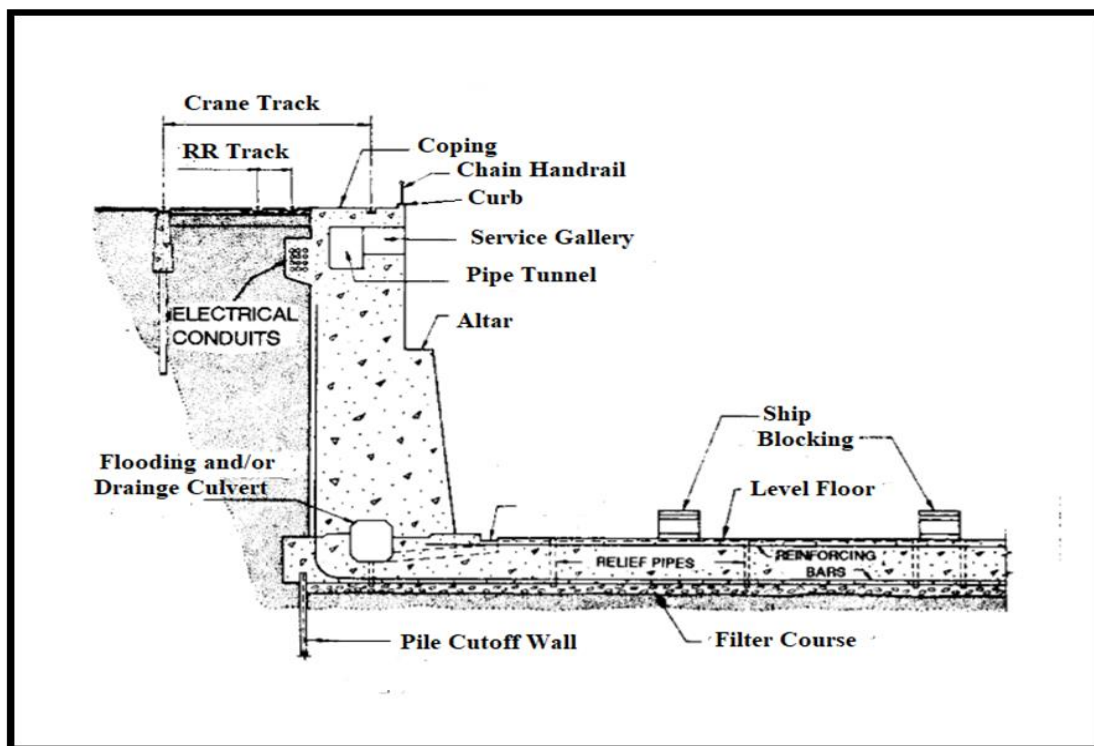 Crane Track
RR Track
Coping
Chain Handrail
Curb
Service Gallery
Pipe Tunnel
ELECTRICAL
CONDUITS
Altar
Ship
Blocking
Flooding and/or
Drainge Culvert
Level Floor
RELIEF PIPES
REINFORCING
BARS
Pile Cutoff Wall
Filter Course